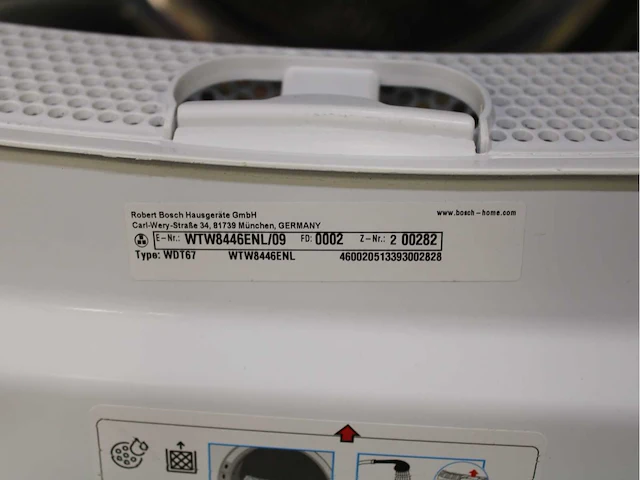 Robert Bosch Hausgeräte GmbH
www.bosch-home.com
Carl-Wery-Straße 34, 81739 München, GERMANY
E-Nr.: WTW8446ENL/09 FD: 0002 Z-Nr.: 2 00282
Type: WDT67 WTW8446ENL 460020513393002828